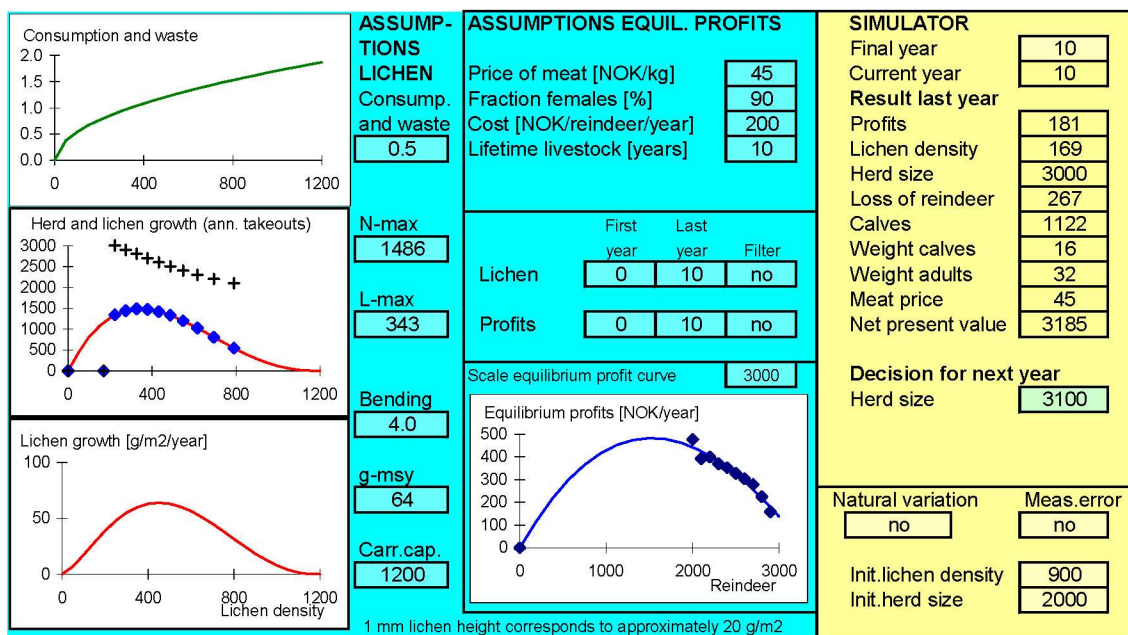 Consumption and waste
2.0
1.5
1.0
0.5
0.0
0 400 800 1200
Herd and lichen growth (ann. takeouts)
3000
2500
2000
1500
1000
500
0
0 400 800 1200
Lichen growth [g/m2/year]
100
50
0
0 400 800 1200
Lichen density
ASSUMP-
TIONS
LICHEN
Consump.
and waste
0.5
N-max
1486
L-max
343
Bending
4.0
g-msy
64
Carr.cap.
1200
ASSUMPTIONS EQUIL. PROFITS
Price of meat [NOK/kg] 45
Fraction females [%] 90
Cost [NOK/reindeer/year] 200
Lifetime livestock [years] 10
First Last
year year Filter
Lichen 0 10 no
Profits 0 10 no
Scale equilibrium profit curve 3000
Equilibrium profits [NOK/year]
500
400
300
200
100
0
0 1000 2000 3000
Reindeer
1 mm lichen height corresponds to approximately 20 g/m2
SIMULATOR
Final year 10
Current year 10
Result last year
Profits 181
Lichen density 169
Herd size 3000
Loss of reindeer 267
Calves 1122
Weight calves 16
Weight adults 32
Meat price 45
Net present value 3185
Decision for next year
Herd size 3100
Natural variation Meas.error
no no
Init.lichen density 900
Init.herd size 2000